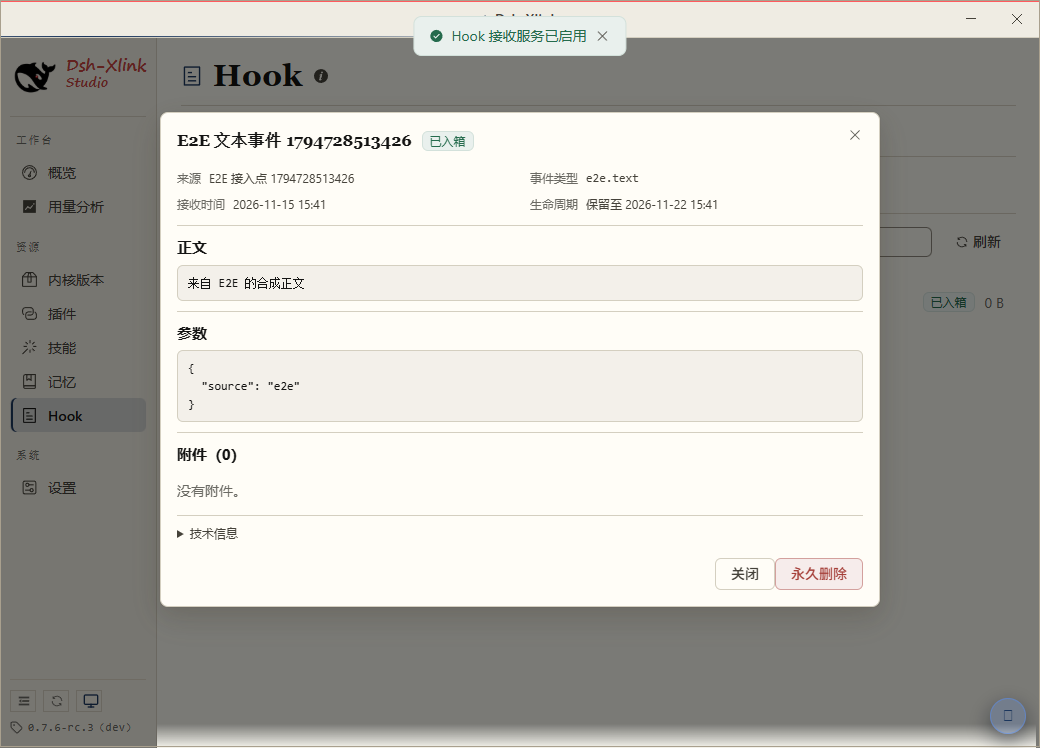 Hook 接收服务已启用
Dsh-Xlink
Studio
Hook
工作台
概览
用量分析
资源
内核版本
插件
技能
记忆
Hook
系统
设置
0.7.6-rc.3 (dev)
刷新
已入箱 0 B
E2E 文本事件 1794728513426 已入箱
来源 E2E 接入点 1794728513426
事件类型 e2e.text
接收时间 2026-11-15 15:41
生命周期 保留至 2026-11-22 15:41
正文
来自 E2E 的合成正文
参数
{
"source": "e2e"
}
附件 (0)
没有附件。
技术信息
关闭
永久删除